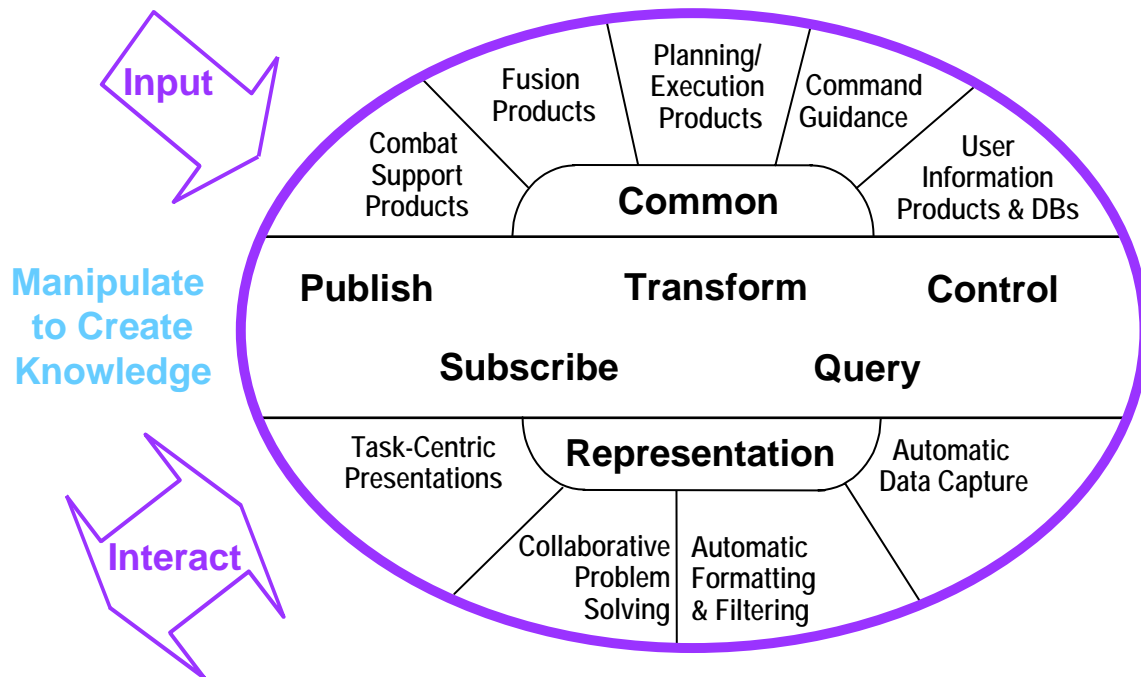 Input
Combat
Support
Products
Fusion
Products
Planning/
Execution
Products
Command
Guidance
User
Information
Products & DBs
Common
Manipulate
to Create
Knowledge
Publish
Transform
Control
Subscribe
Query
Interact
Task-Centric
Presentations
Representation
Automatic
Data Capture
Collaborative
Problem
Solving
Automatic
Formatting
& Filtering